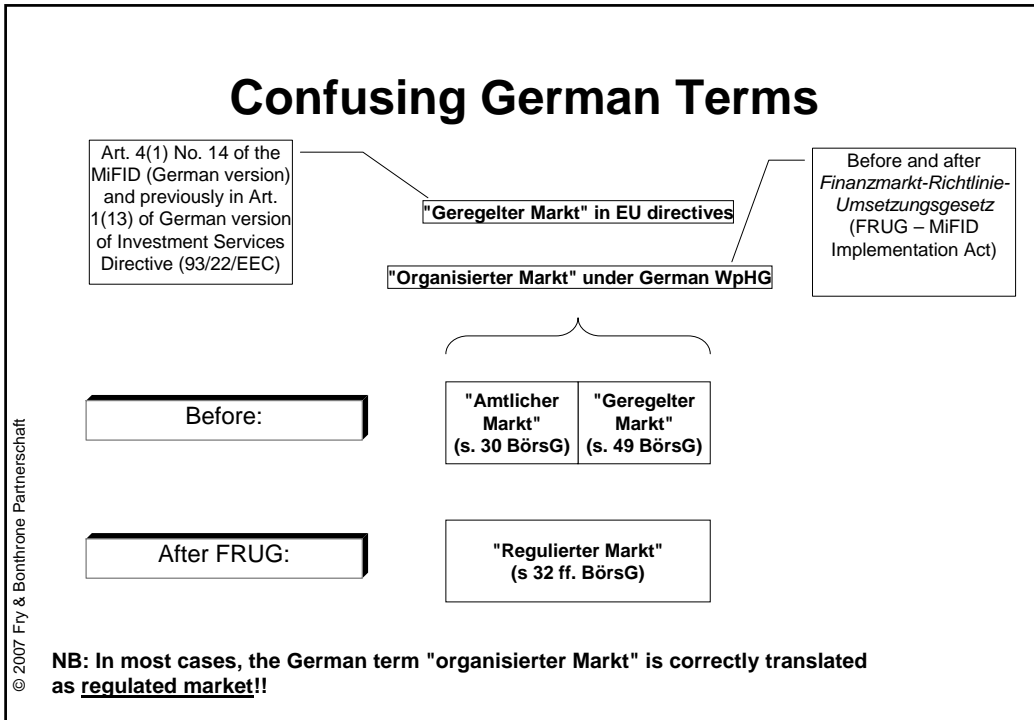 Confusing German Terms
Art. 4(1) No. 14 of the
MiFID (German version)
and previously in Art.
1(13) of German version
of Investment Services
Directive (93/22/EEC)
"Geregelter Markt" in EU directives
Before and after
Finanzmarkt-Richtlinie-
Umsetzungsgesetz
(FRUG – MiFID
Implementation Act)
"Organisierter Markt" under German WpHG
Before:
"Amtlicher
Markt"
(s. 30 BörsG)
"Geregelter
Markt"
(s. 49 BörsG)
After FRUG:
"Regulierter Markt"
(s 32 ff. BörsG)
NB: In most cases, the German term "organisierter Markt" is correctly translated
as regulated market!!
© 2007 Fry & Bonthrone Partnerschaft